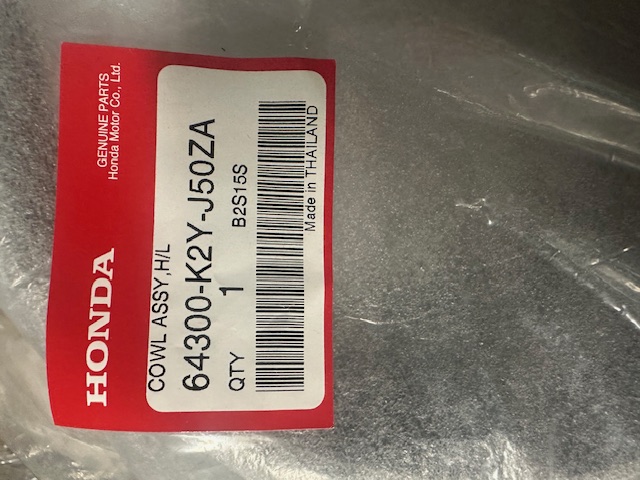 HONDA
GENUINE PARTS
Honda Motor Co., Ltd.
COWL ASSY,H/L
64300-K2Y-J50ZA
QTY 1 B2S15S
Made in THAILAND